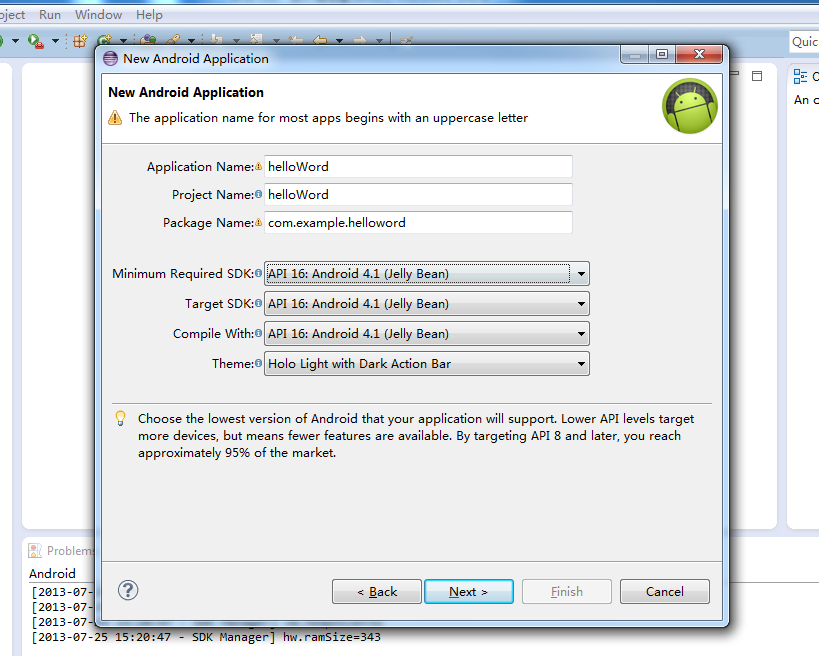 Run Window Help
Quic
New Android Application
New Android Application
The application name for most apps begins with an uppercase letter
An c
Application Name: helloWord
Project Name: helloWord
Package Name: com.example.helloword
Minimum Required SDK: API 16: Android 4.1 (Jelly Bean)
Target SDK: API 16: Android 4.1 (Jelly Bean)
Compile With: API 16: Android 4.1 (Jelly Bean)
Theme: Holo Light with Dark Action Bar
Choose the lowest version of Android that your application will support. Lower API levels target
more devices, but means fewer features are available. By targeting API 8 and later, you reach
approximately 95% of the market.
Problems
Android
[2013-07-
[2013-07-
[2013-07-
[2013-07-25 15:20:47 - SDK Manager] hw.ramSize=343
< Back Next > Finish Cancel